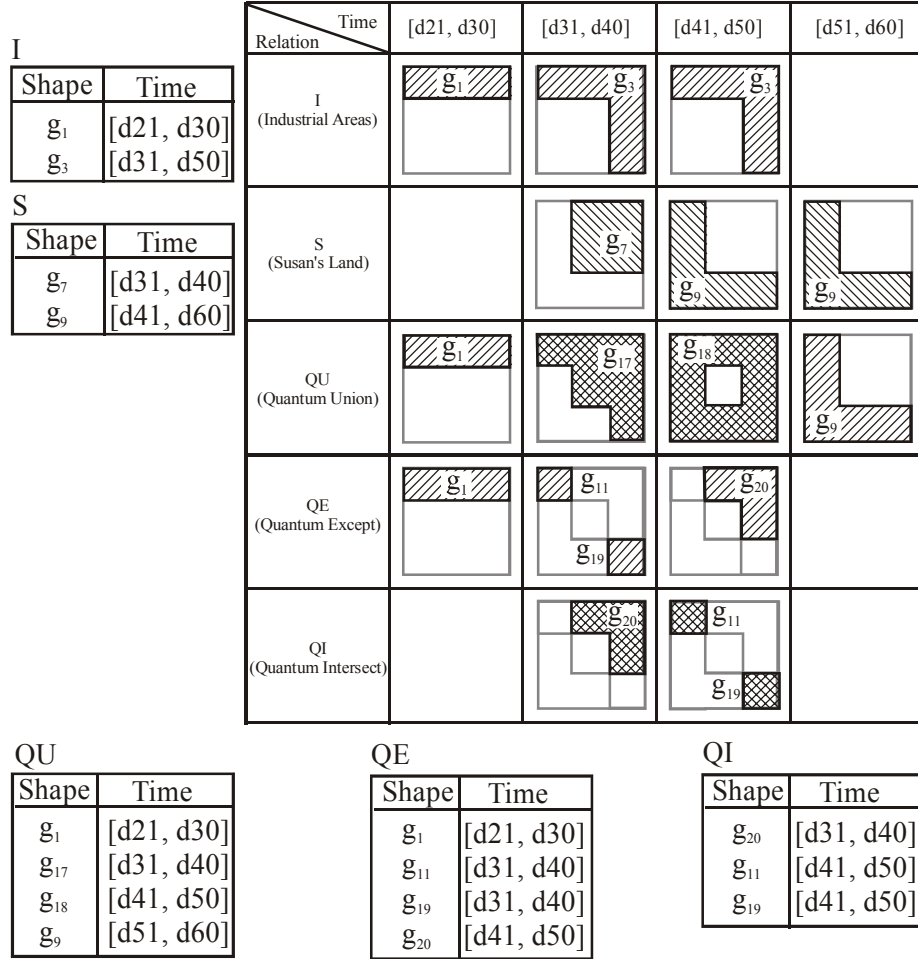 I
Shape Time
g1 [d21, d30]
g3 [d31, d50]
S
Shape Time
g7 [d31, d40]
g9 [d41, d60]
Time
Relation
[d21, d30] [d31, d40] [d41, d50] [d51, d60]
I
(Industrial Areas)
g1 g3 g3
S
(Susan's Land)
g7 g9 g9
QU
(Quantum Union)
g1 g17 g18 g9
QE
(Quantum Except)
g1 g11 g19 g20
QI
(Quantum Intersect)
g20 g11 g19
QU
Shape Time
g1 [d21, d30]
g17 [d31, d40]
g18 [d41, d50]
g9 [d51, d60]
QE
Shape Time
g1 [d21, d30]
g11 [d31, d40]
g19 [d31, d40]
g20 [d41, d50]
QI
Shape Time
g20 [d31, d40]
g11 [d41, d50]
g19 [d41, d50]